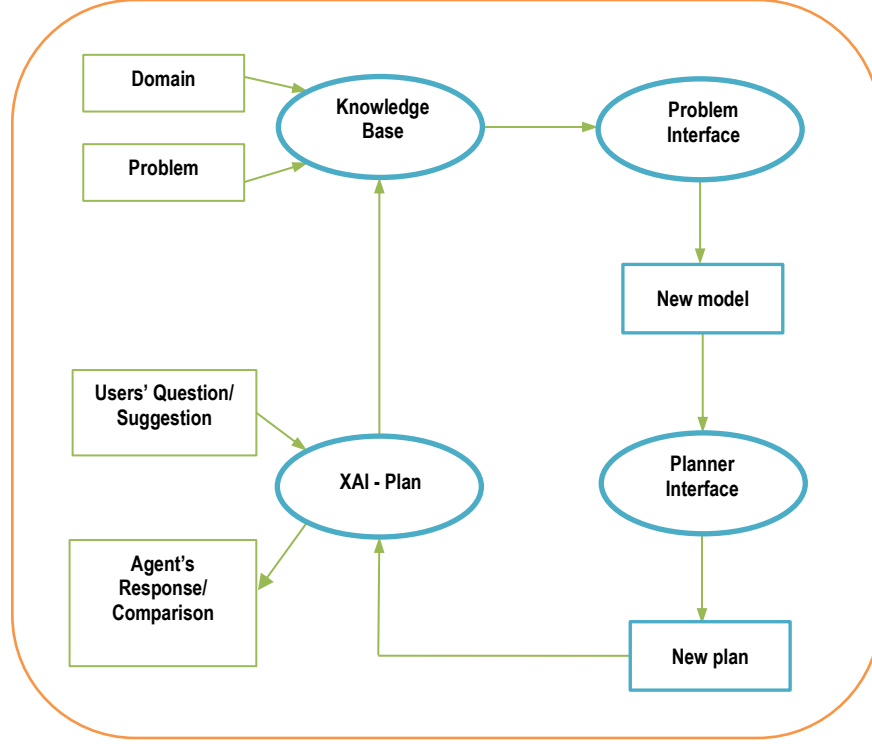 Domain
Knowledge
Base
Problem
Interface
Problem
New model
Users’ Question/
Suggestion
XAI - Plan
Planner
Interface
Agent’s
Response/
Comparison
New plan